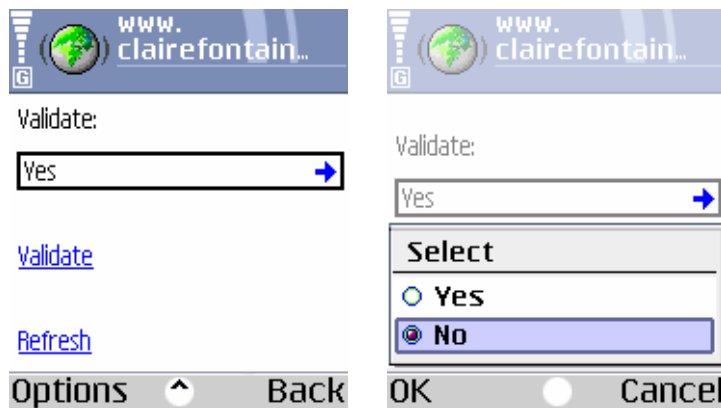 www.
clairefontain...
G
Validate:
Yes
Validate
Refresh
Options Back
www.
clairefontain...
G
Validate:
Yes
Select
Yes
No
OK Cancel